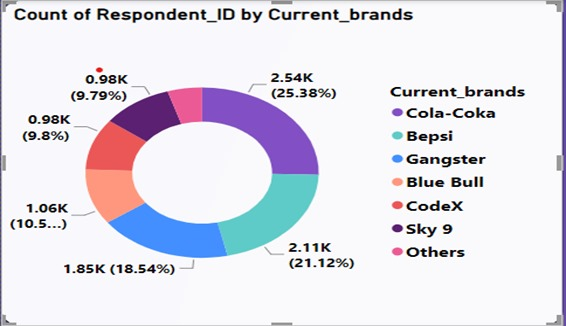 Count of Respondent_ID by Current_brands
0.98K
(9.79%)
2.54K
(25.38%)
0.98K
(9.8%)
1.06K
(10.5...)
1.85K (18.54%)
2.11K
(21.12%)
Current_brands
Cola-Coka
Bepsi
Gangster
Blue Bull
CodeX
Sky 9
Others